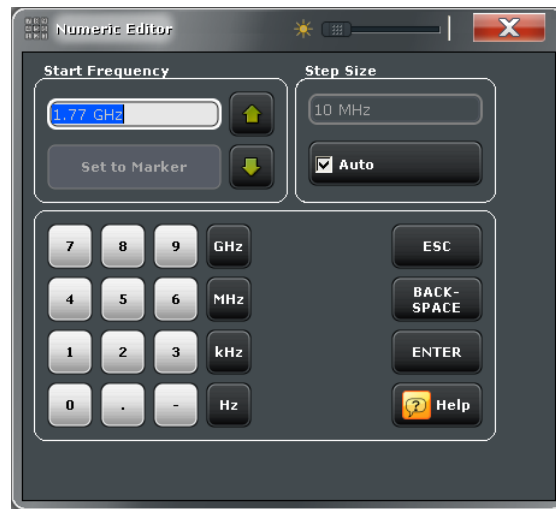 Numeric Editor
Start Frequency
Step Size
1.77 GHz
10 MHz
Set to Marker
Auto
7 8 9 GHz ESC
4 5 6 MHz BACK-
SPACE
1 2 3 kHz ENTER
0 . - Hz Help